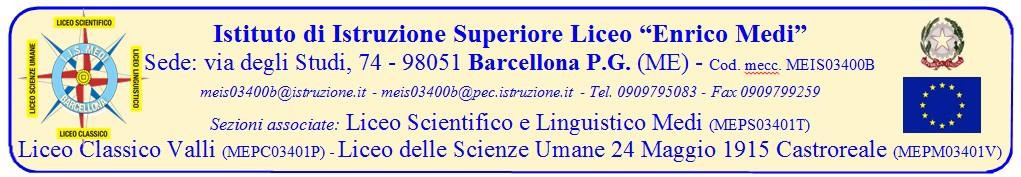 LICEO SCIENTIFICO
LICEO SCIENZE UMANE
I.I.S. MEDI
BARCELLONA
LICEO LINGUISTICO
LICEO CLASSICO
Istituto di Istruzione Superiore Liceo “Enrico Medi”
Sede: via degli Studi, 74 - 98051 Barcellona P.G. (ME) - Cod. mecc. MEIS03400B
meis03400b@istruzione.it - meis03400b@pec.istruzione.it - Tel. 0909795083 - Fax 0909799259
Sezioni associate: Liceo Scientifico e Linguistico Medi (MEPS03401T)
Liceo Classico Valli (MEPC03401P) - Liceo delle Scienze Umane 24 Maggio 1915 Castroreale (MEPM03401V)